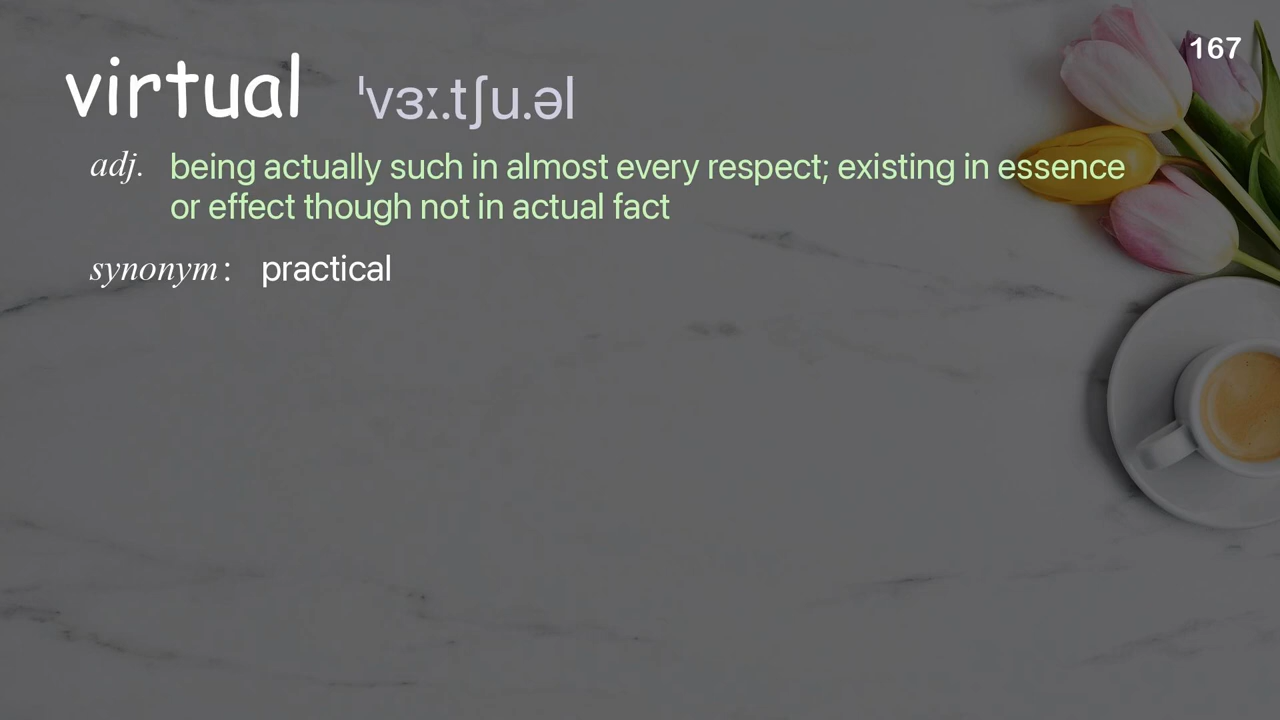 167
virtual ˈvɜː.tʃu.əl
adj. being actually such in almost every respect; existing in essence
or effect though not in actual fact
synonym: practical